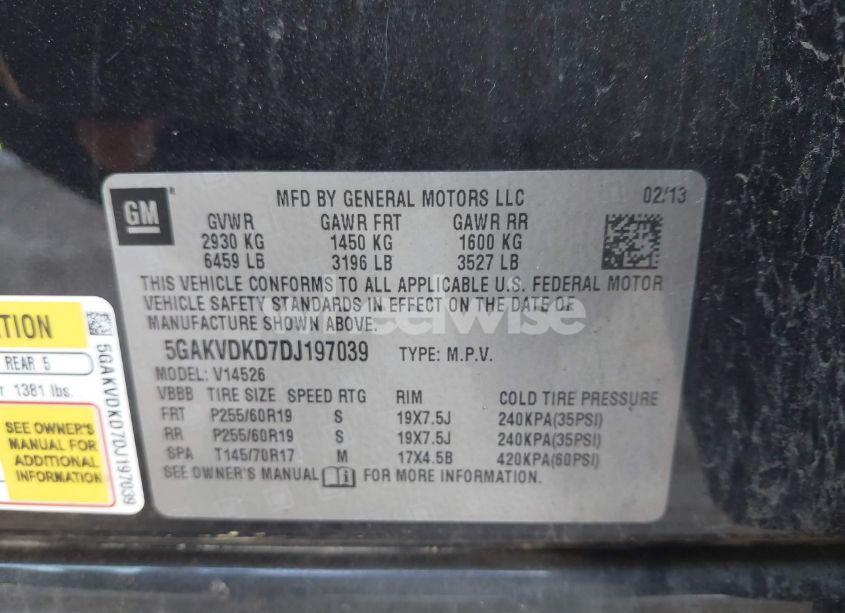 GM
MFD BY GENERAL MOTORS LLC 02/13
GVWR GAWR FRT GAWR RR
2930 KG 1450 KG 1600 KG
6459 LB 3196 LB 3527 LB
THIS VEHICLE CONFORMS TO ALL APPLICABLE U.S. FEDERAL MOTOR
VEHICLE SAFETY STANDARDS IN EFFECT ON THE DATE OF
MANUFACTURE SHOWN ABOVE.
5GAKVDKD7DJ197039 TYPE: M.P.V.
MODEL: V14526
VBBB TIRE SIZE SPEED RTG RIM COLD TIRE PRESSURE
FRT P255/60R19 S 19X7.5J 240KPA(35PSI)
RR P255/60R19 S 19X7.5J 240KPA(35PSI)
SPA T145/70R17 M 17X4.5B 420KPA(60PSI)
SEE OWNER'S MANUAL FOR MORE INFORMATION
REAR 5
1381 lbs.
SEE OWNER'S
MANUAL FOR
ADDITIONAL
INFORMATION
5GAKVDKD7DJ197039